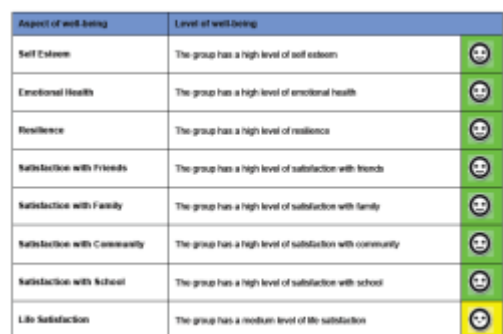 Aspect of well-being Level of well-being
Self Esteem The group has a high level of self esteem
Emotional Health The group has a high level of emotional health
Resilience The group has a high level of resilience
Satisfaction with Friends The group has a high level of satisfaction with friends
Satisfaction with Family The group has a high level of satisfaction with family
Satisfaction with Community The group has a high level of satisfaction with community
Satisfaction with School The group has a high level of satisfaction with school
Life Satisfaction The group has a medium level of life satisfaction